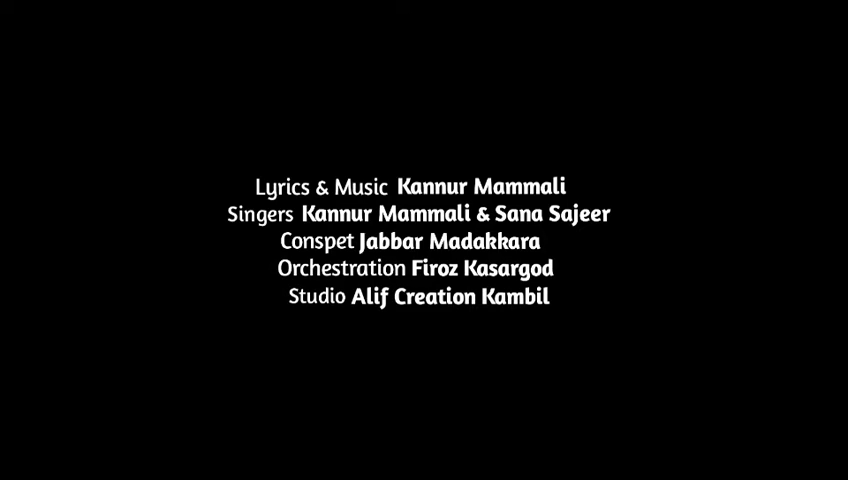 Lyrics & Music Kannur Mammali
Singers Kannur Mammali & Sana Sajeer
Conspet Jabbar Madakkara
Orchestration Firoz Kasargod
Studio Alif Creation Kambil